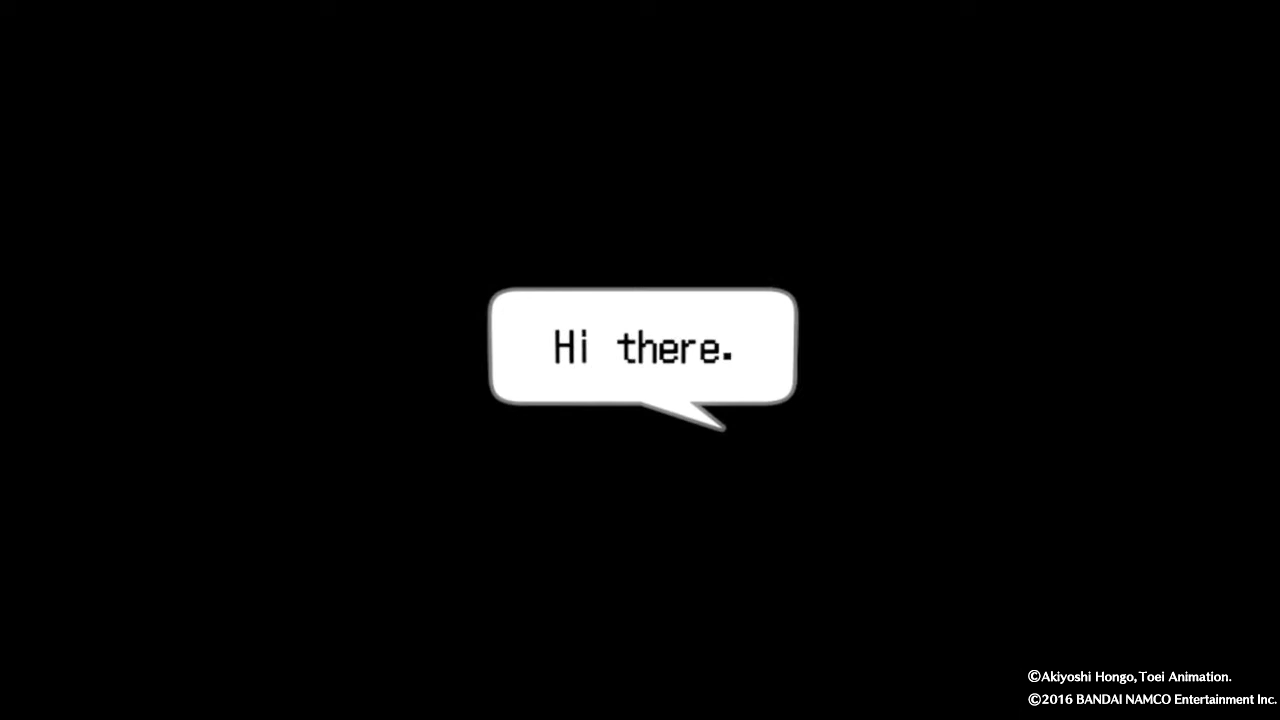 Hi there.
©Akiyoshi Hongo,Toei Animation.
©2016 BANDAI NAMCO Entertainment Inc.